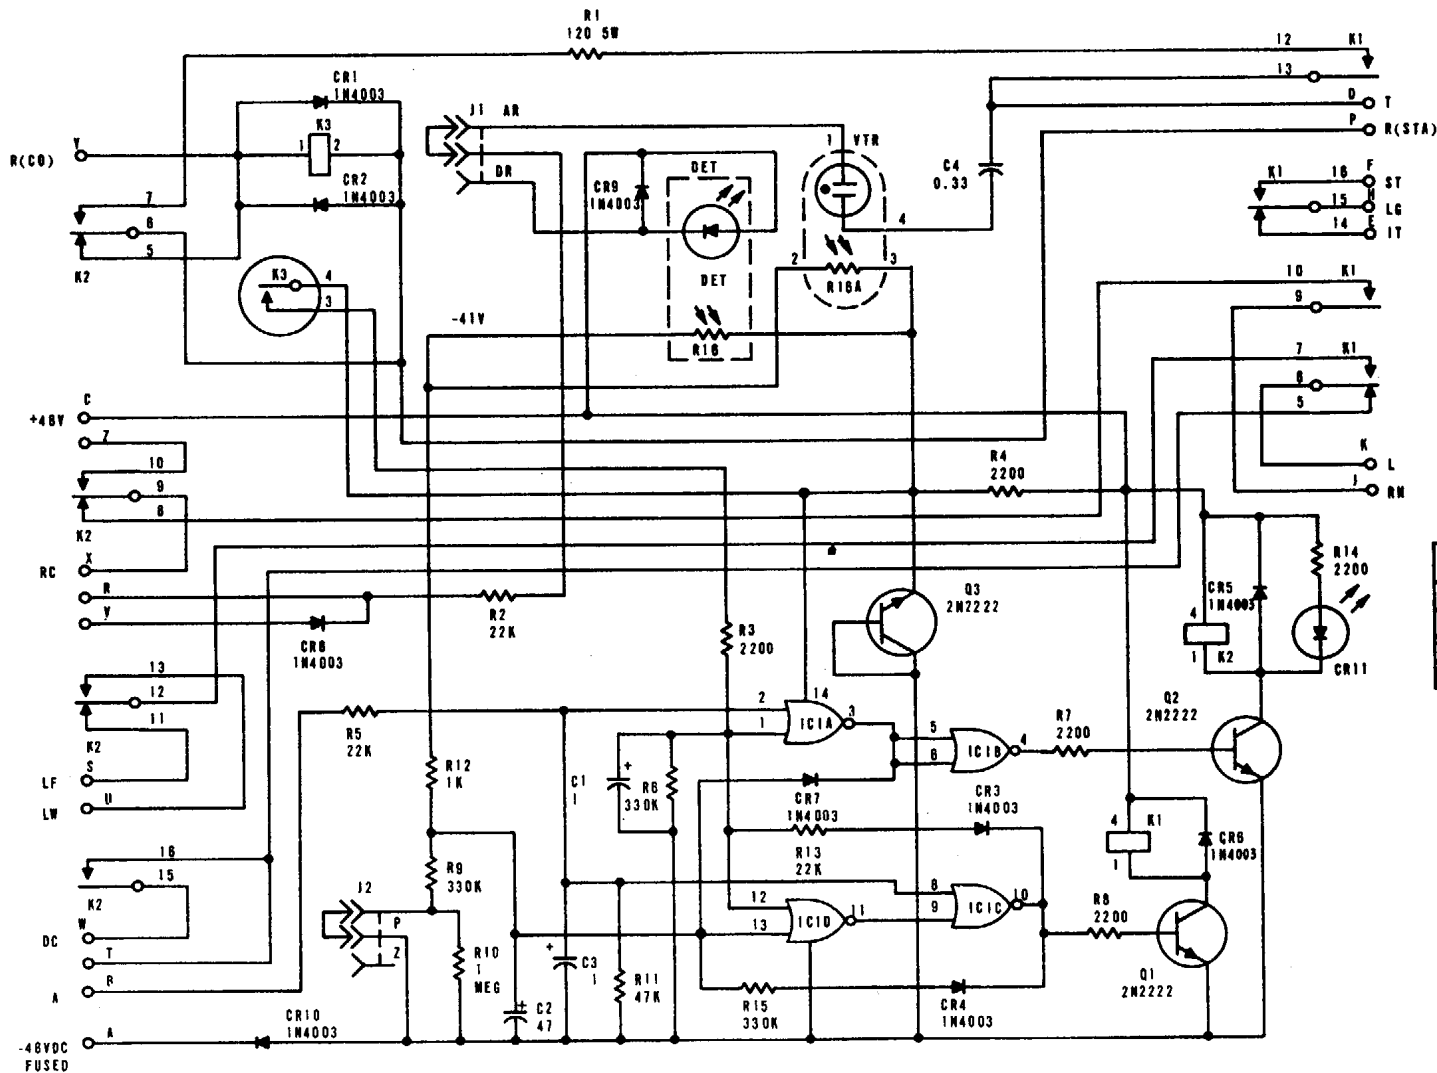 R1
120 5W
12
K1
CR1
1N4003
13
J1
AR
D
T
K3
1
2
P
R(STA)
Y
R(CO)
1
VTR
C4
0.33
DET
DR
CR2
1N4003
CR9
1N4003
K1
16
F
ST
15
H
LG
14
E
IT
7
6
5
K2
4
K3
4
3
DET
2
3
R16A
10
K1
9
-41V
R16
7
K1
6
5
C
+48V
Z
10
9
8
K2
R4
2200
K
L
J
RN
X
RC
R
V
R2
22K
CR8
1N4003
Q3
2N2222
R14
2200
CR5
1N4003
R3
2200
4
1
K2
CR11
13
12
11
K2
S
LF
U
LW
R5
22K
2
14
1
IC1A
3
5
6
IC1B
4
R7
2200
Q2
2N2222
R12
1K
C1
1
+
R6
330K
CR7
1N4003
CR3
1N4003
4
K1
1
CR6
1N4003
R13
22K
16
15
K2
W
DC
T
B
A
R9
330K
J2
P
Z
R10
1
MEG
12
13
IC1D
11
8
9
IC1C
10
R8
2200
Q1
2N2222
+
C3
1
R11
47K
R15
330K
CR4
1N4003
+
C2
47
CR10
1N4003
A
-48VDC
FUSED